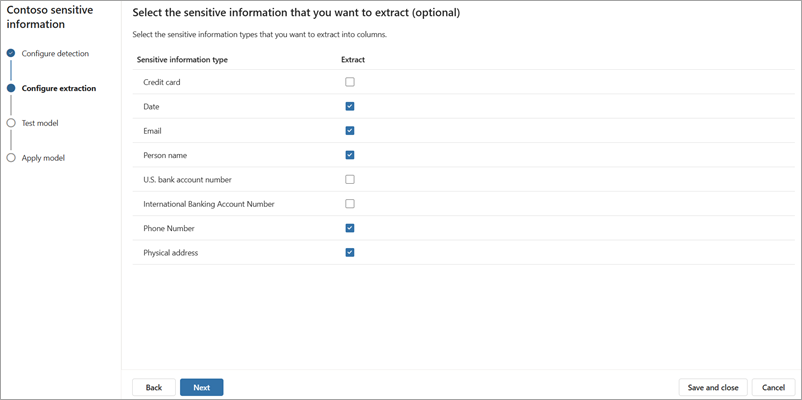 Contoso sensitive
information
Configure detection
Configure extraction
Test model
Apply model
Select the sensitive information that you want to extract (optional)
Select the sensitive information types that you want to extract into columns.
Sensitive information type Extract
Credit card
Date
Email
Person name
U.S. bank account number
International Banking Account Number
Phone Number
Physical address
Back Next Save and close Cancel